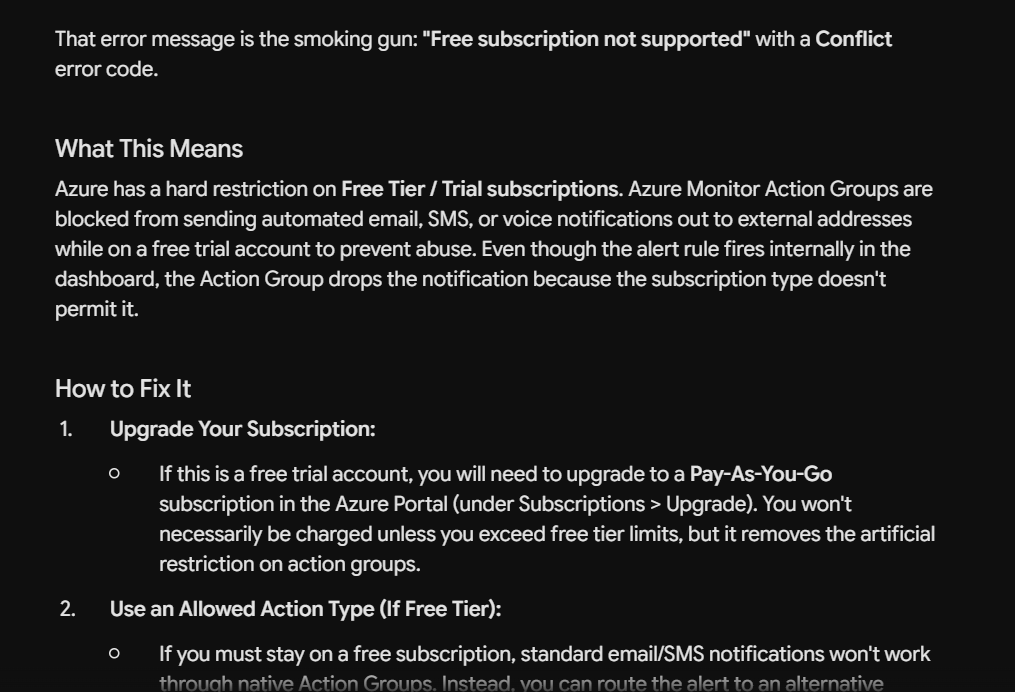 That error message is the smoking gun: "Free subscription not supported" with a Conflict
error code.
What This Means
Azure has a hard restriction on Free Tier / Trial subscriptions. Azure Monitor Action Groups are
blocked from sending automated email, SMS, or voice notifications out to external addresses
while on a free trial account to prevent abuse. Even though the alert rule fires internally in the
dashboard, the Action Group drops the notification because the subscription type doesn't
permit it.
How to Fix It
1. Upgrade Your Subscription:
If this is a free trial account, you will need to upgrade to a Pay-As-You-Go
subscription in the Azure Portal (under Subscriptions > Upgrade). You won't
necessarily be charged unless you exceed free tier limits, but it removes the artificial
restriction on action groups.
2. Use an Allowed Action Type (If Free Tier):
If you must stay on a free subscription, standard email/SMS notifications won't work
through native Action Groups. Instead, you can route the alert to an alternative